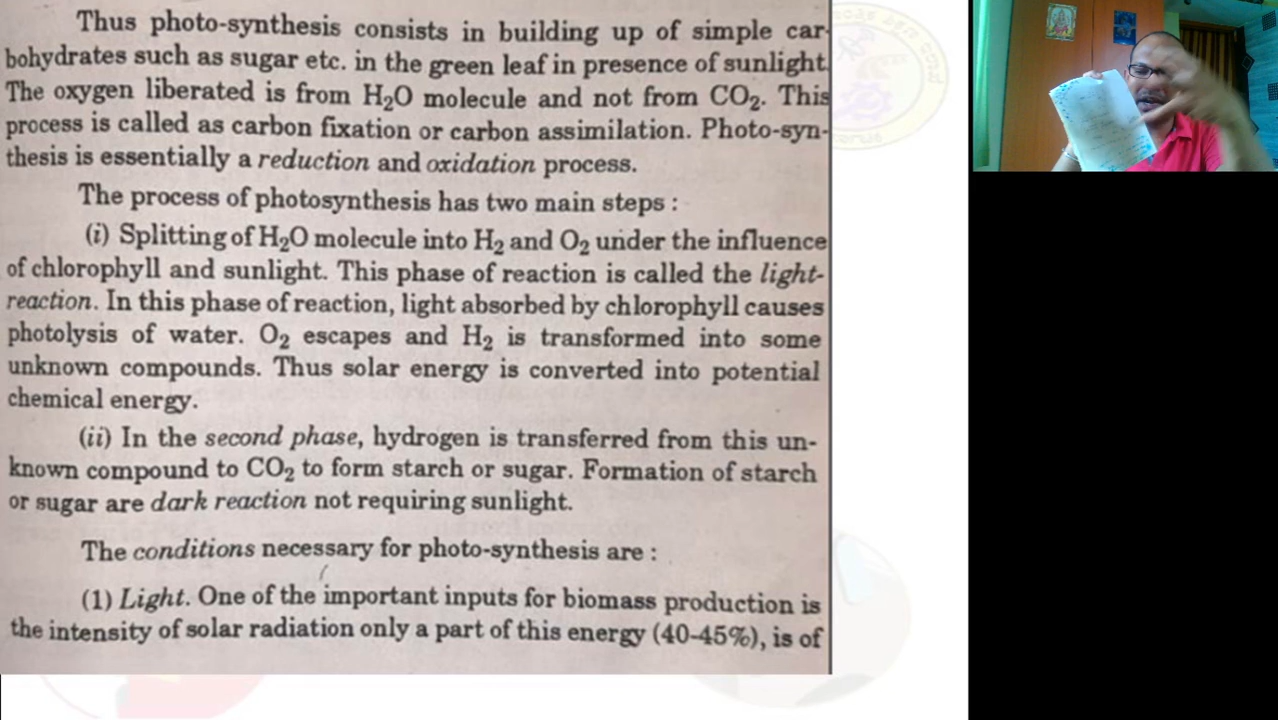 Thus photo-synthesis consists in building up of simple car-
bohydrates such as sugar etc. in the green leaf in presence of sunlight.
The oxygen liberated is from H₂O molecule and not from CO₂. This
process is called as carbon fixation or carbon assimilation. Photo-syn-
thesis is essentially a reduction and oxidation process.
The process of photosynthesis has two main steps :
(i) Splitting of H₂O molecule into H₂ and O₂ under the influence
of chlorophyll and sunlight. This phase of reaction is called the light-
reaction. In this phase of reaction, light absorbed by chlorophyll causes
photolysis of water. O₂ escapes and H₂ is transformed into some
unknown compounds. Thus solar energy is converted into potential
chemical energy.
(ii) In the second phase, hydrogen is transferred from this un-
known compound to CO₂ to form starch or sugar. Formation of starch
or sugar are dark reaction not requiring sunlight.
The conditions necessary for photo-synthesis are :
(1) Light. One of the important inputs for biomass production is
the intensity of solar radiation only a part of this energy (40-45%), is of